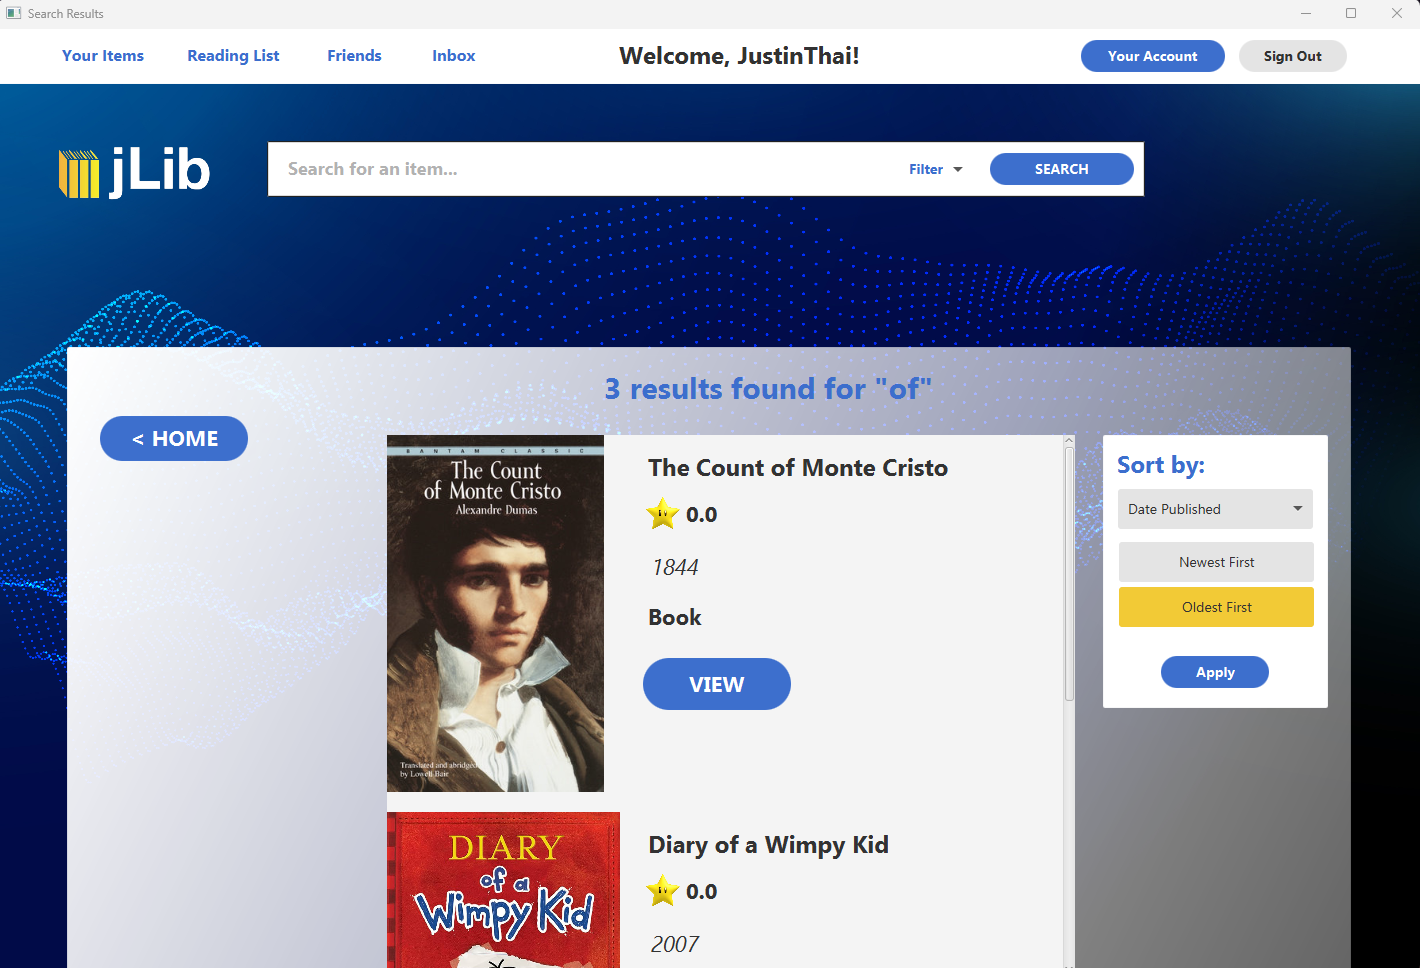 Search Results
Your Items
Reading List
Friends
Inbox
Welcome, JustinThai!
Your Account
Sign Out
jLib
Search for an item...
Filter
SEARCH
3 results found for "of"
< HOME
BANTAM CLASSIC
The Count
of Monte Cristo
Alexandre Dumas
Translated and abridged
by Lowell Bair
The Count of Monte Cristo
0.0
1844
Book
VIEW
Sort by:
Date Published
Newest First
Oldest First
Apply
DIARY
of a
Wimpy Kid
Diary of a Wimpy Kid
0.0
2007